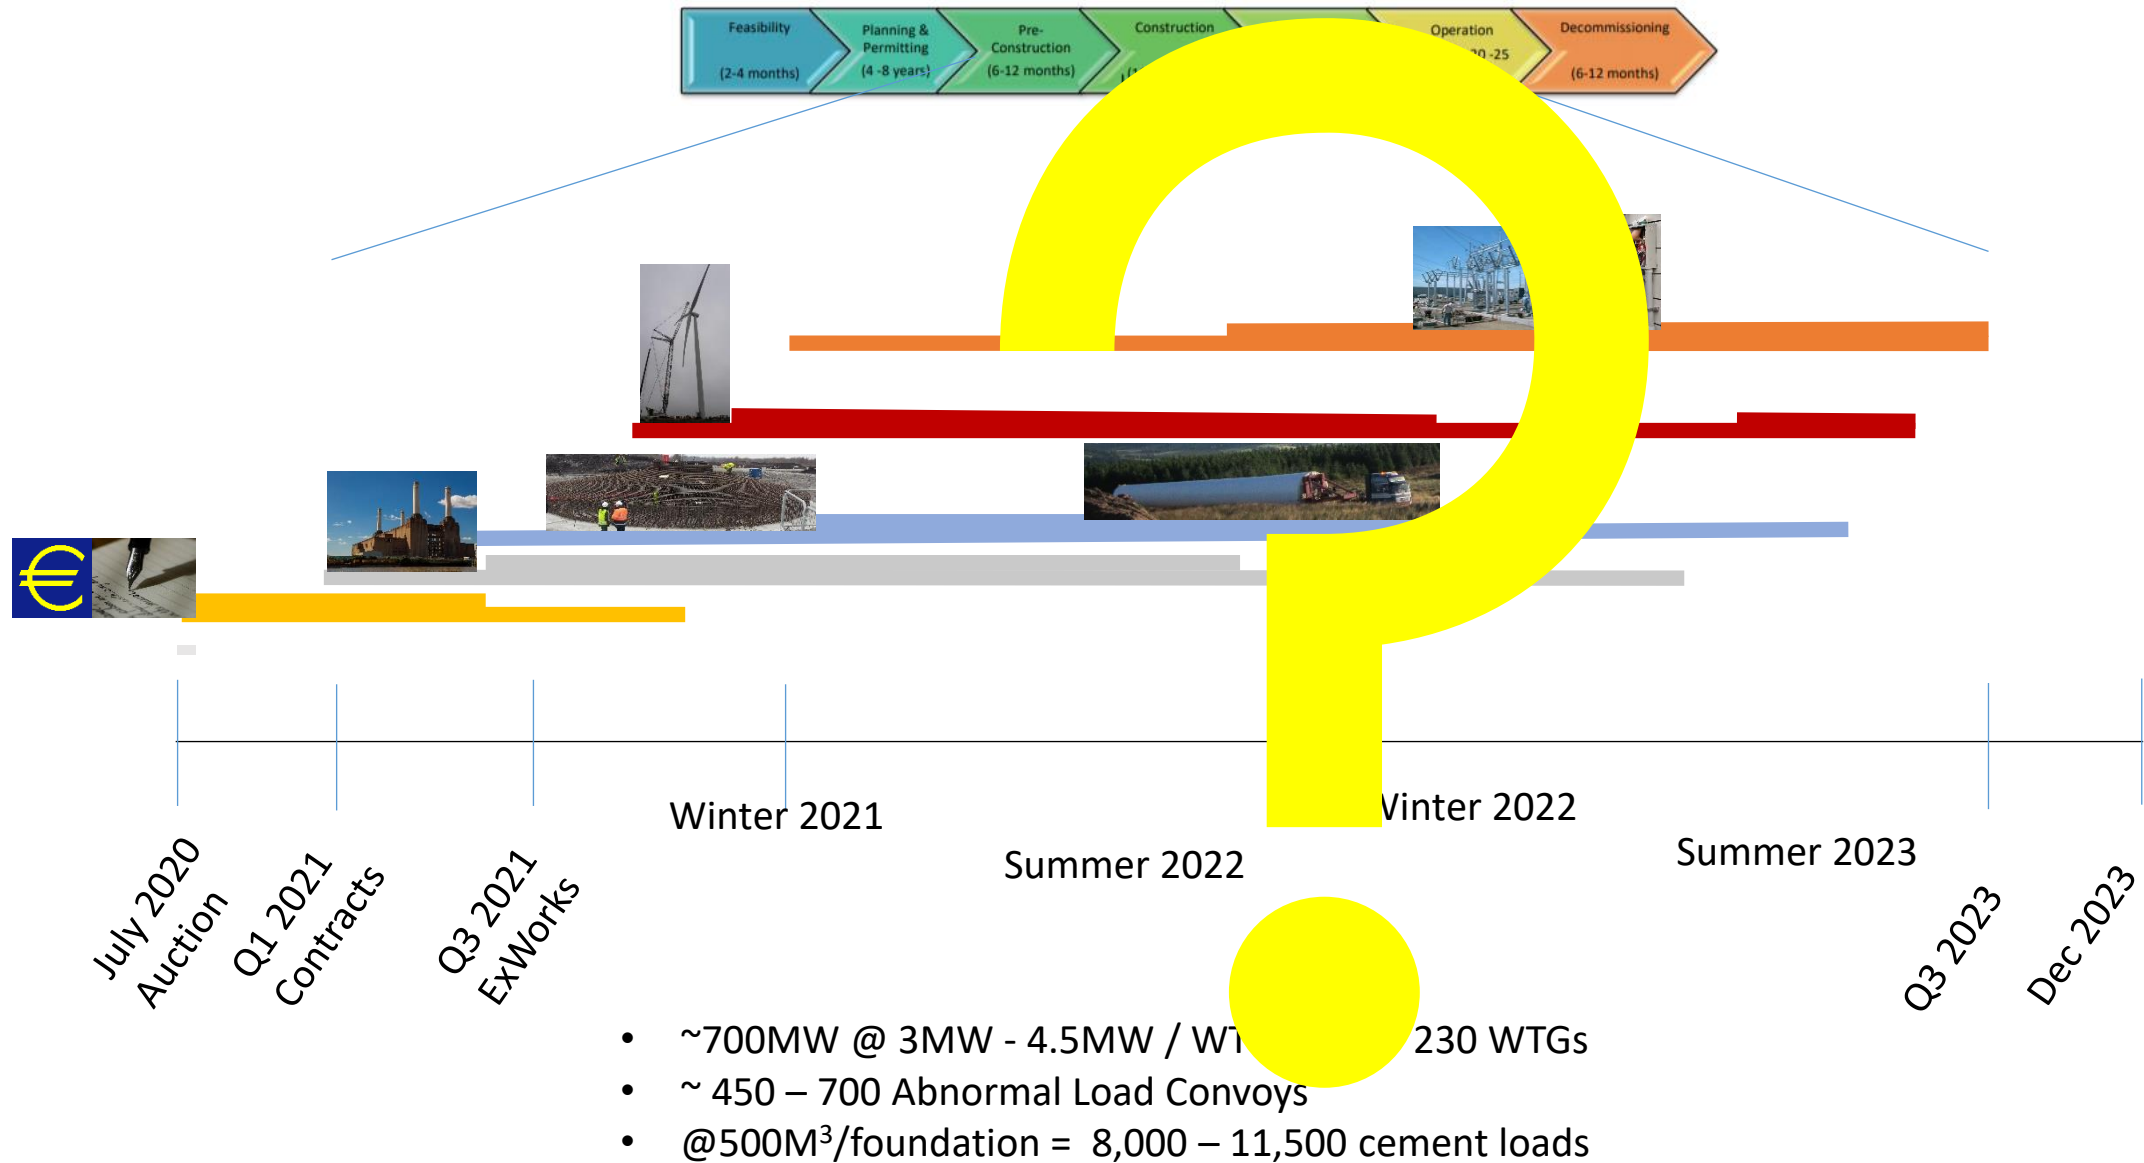 Feasibility
(2-4 months)
Planning &
Permitting
(4 -8 years)
Pre-
Construction
(6-12 months)
Construction
Operation
-25
Decommissioning
(6-12 months)
€
Winter 2021
Winter 2022
Summer 2022
Summer 2023
July 2020
Auction
Q1 2021
Contracts
Q3 2021
ExWorks
Q3 2023
Dec 2023
?
• ~700MW @ 3MW - 4.5MW / 230 WTGs
• ~ 450 – 700 Abnormal Load Convoys
• @500M³/foundation = 8,000 – 11,500 cement loads